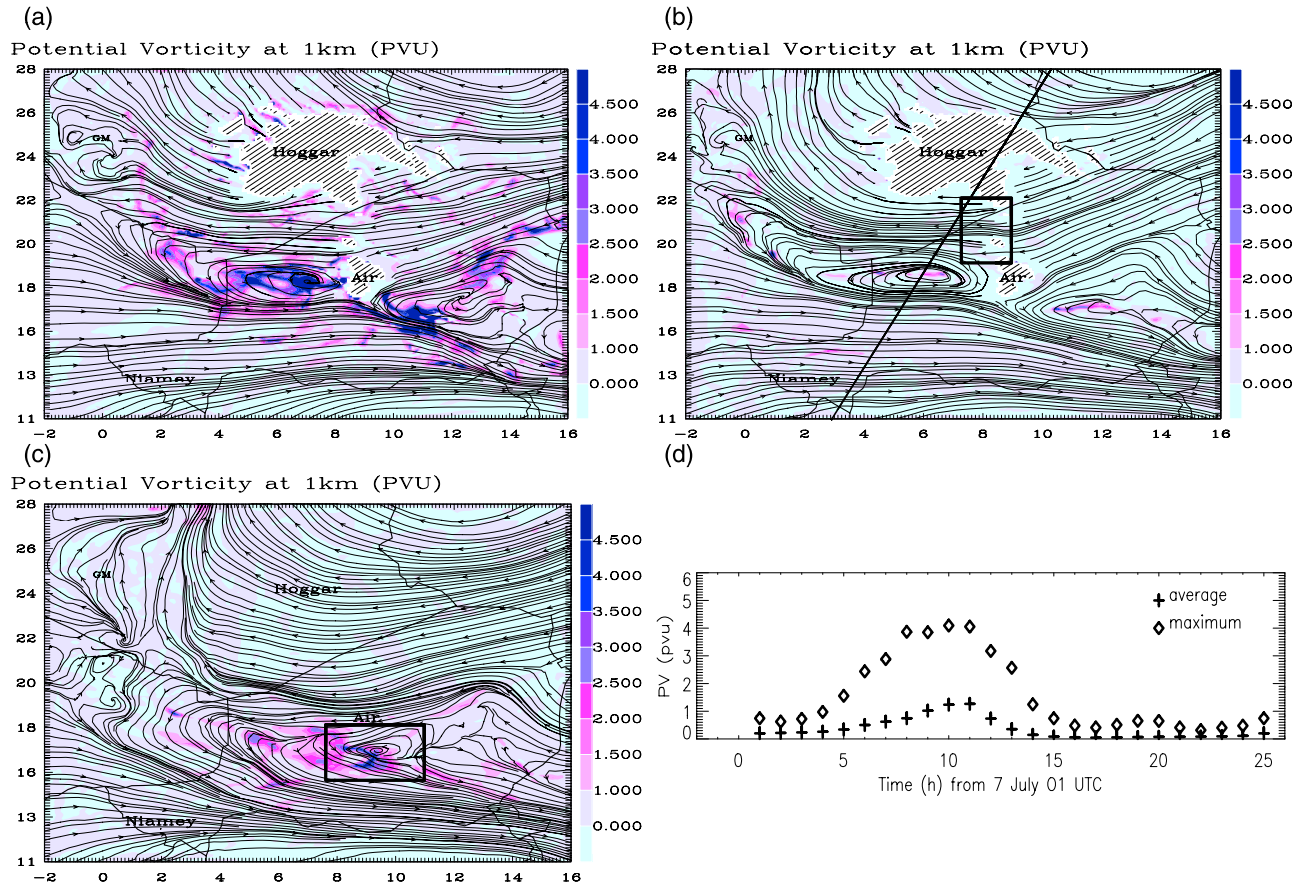 (a)
Potential Vorticity at 1km (PVU)
28
26
24
22
20
18
16
13
11
-2 0 2 4 6 8 10 12 14 16
GM
Hoggar
Air
Niamey
4.500
4.000
3.500
3.000
2.500
2.000
1.500
1.000
0.000
(b)
Potential Vorticity at 1km (PVU)
28
26
24
22
20
18
16
13
11
-2 0 2 4 6 8 10 12 14 16
GM
Hoggar
Air
Niamey
4.500
4.000
3.500
3.000
2.500
2.000
1.500
1.000
0.000
(c)
Potential Vorticity at 1km (PVU)
28
26
24
22
20
18
16
13
11
-2 0 2 4 6 8 10 12 14 16
GM
Hoggar
Air
Niamey
4.500
4.000
3.500
3.000
2.500
2.000
1.500
1.000
0.000
(d)
PV (pvu)
6
5
4
3
2
1
0
average
maximum
0 5 10 15 20 25
Time (h) from 7 July 01 UTC